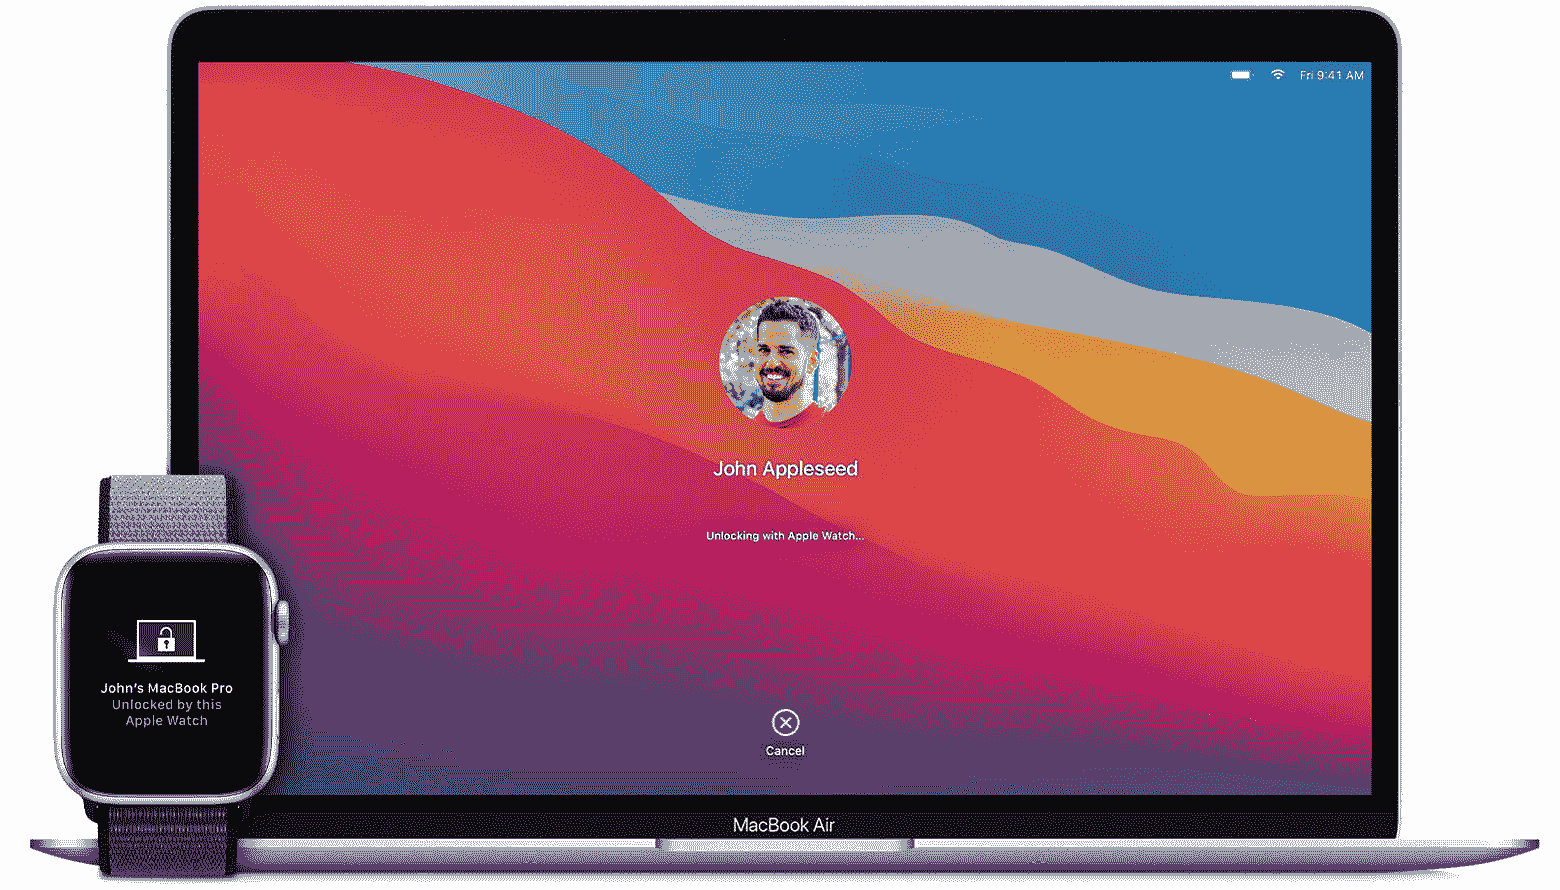 Fri 9:41 AM
John Appleseed
Unlocking with Apple Watch...
Cancel
MacBook Air
John's MacBook Pro
Unlocked by this
Apple Watch